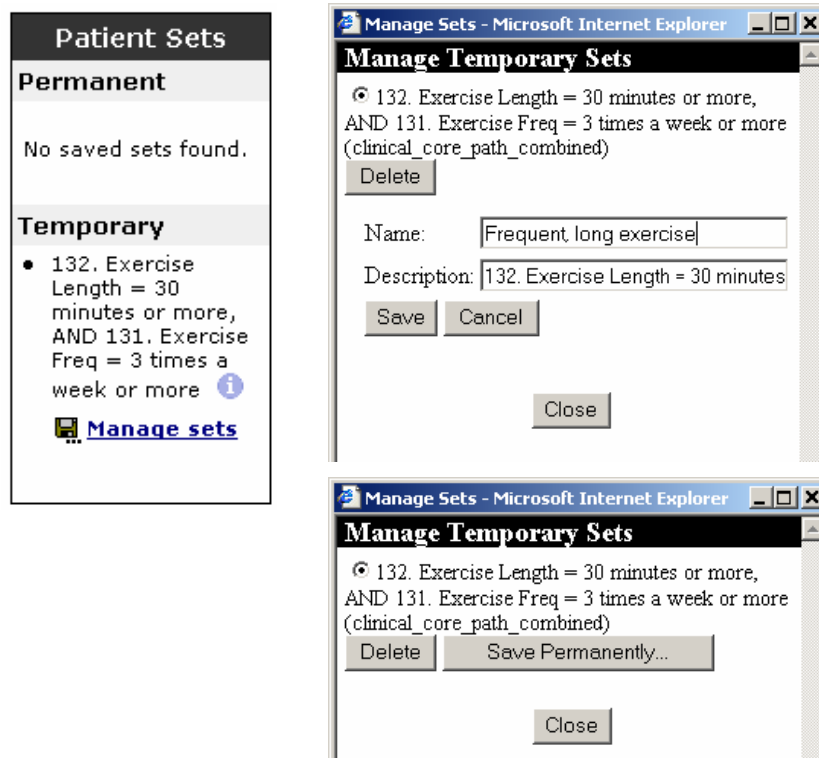 Patient Sets
Permanent
No saved sets found.
Temporary
● 132. Exercise
Length = 30
minutes or more,
AND 131. Exercise
Freq = 3 times a
week or more i
Manage sets
Manage Sets - Microsoft Internet Explorer
Manage Temporary Sets
132. Exercise Length = 30 minutes or more,
AND 131. Exercise Freq = 3 times a week or more
(clinical_core_path_combined)
Delete
Name: Frequent, long exercise
Description: 132. Exercise Length = 30 minutes
Save Cancel
Close
Manage Sets - Microsoft Internet Explorer
Manage Temporary Sets
132. Exercise Length = 30 minutes or more,
AND 131. Exercise Freq = 3 times a week or more
(clinical_core_path_combined)
Delete Save Permanently...
Close